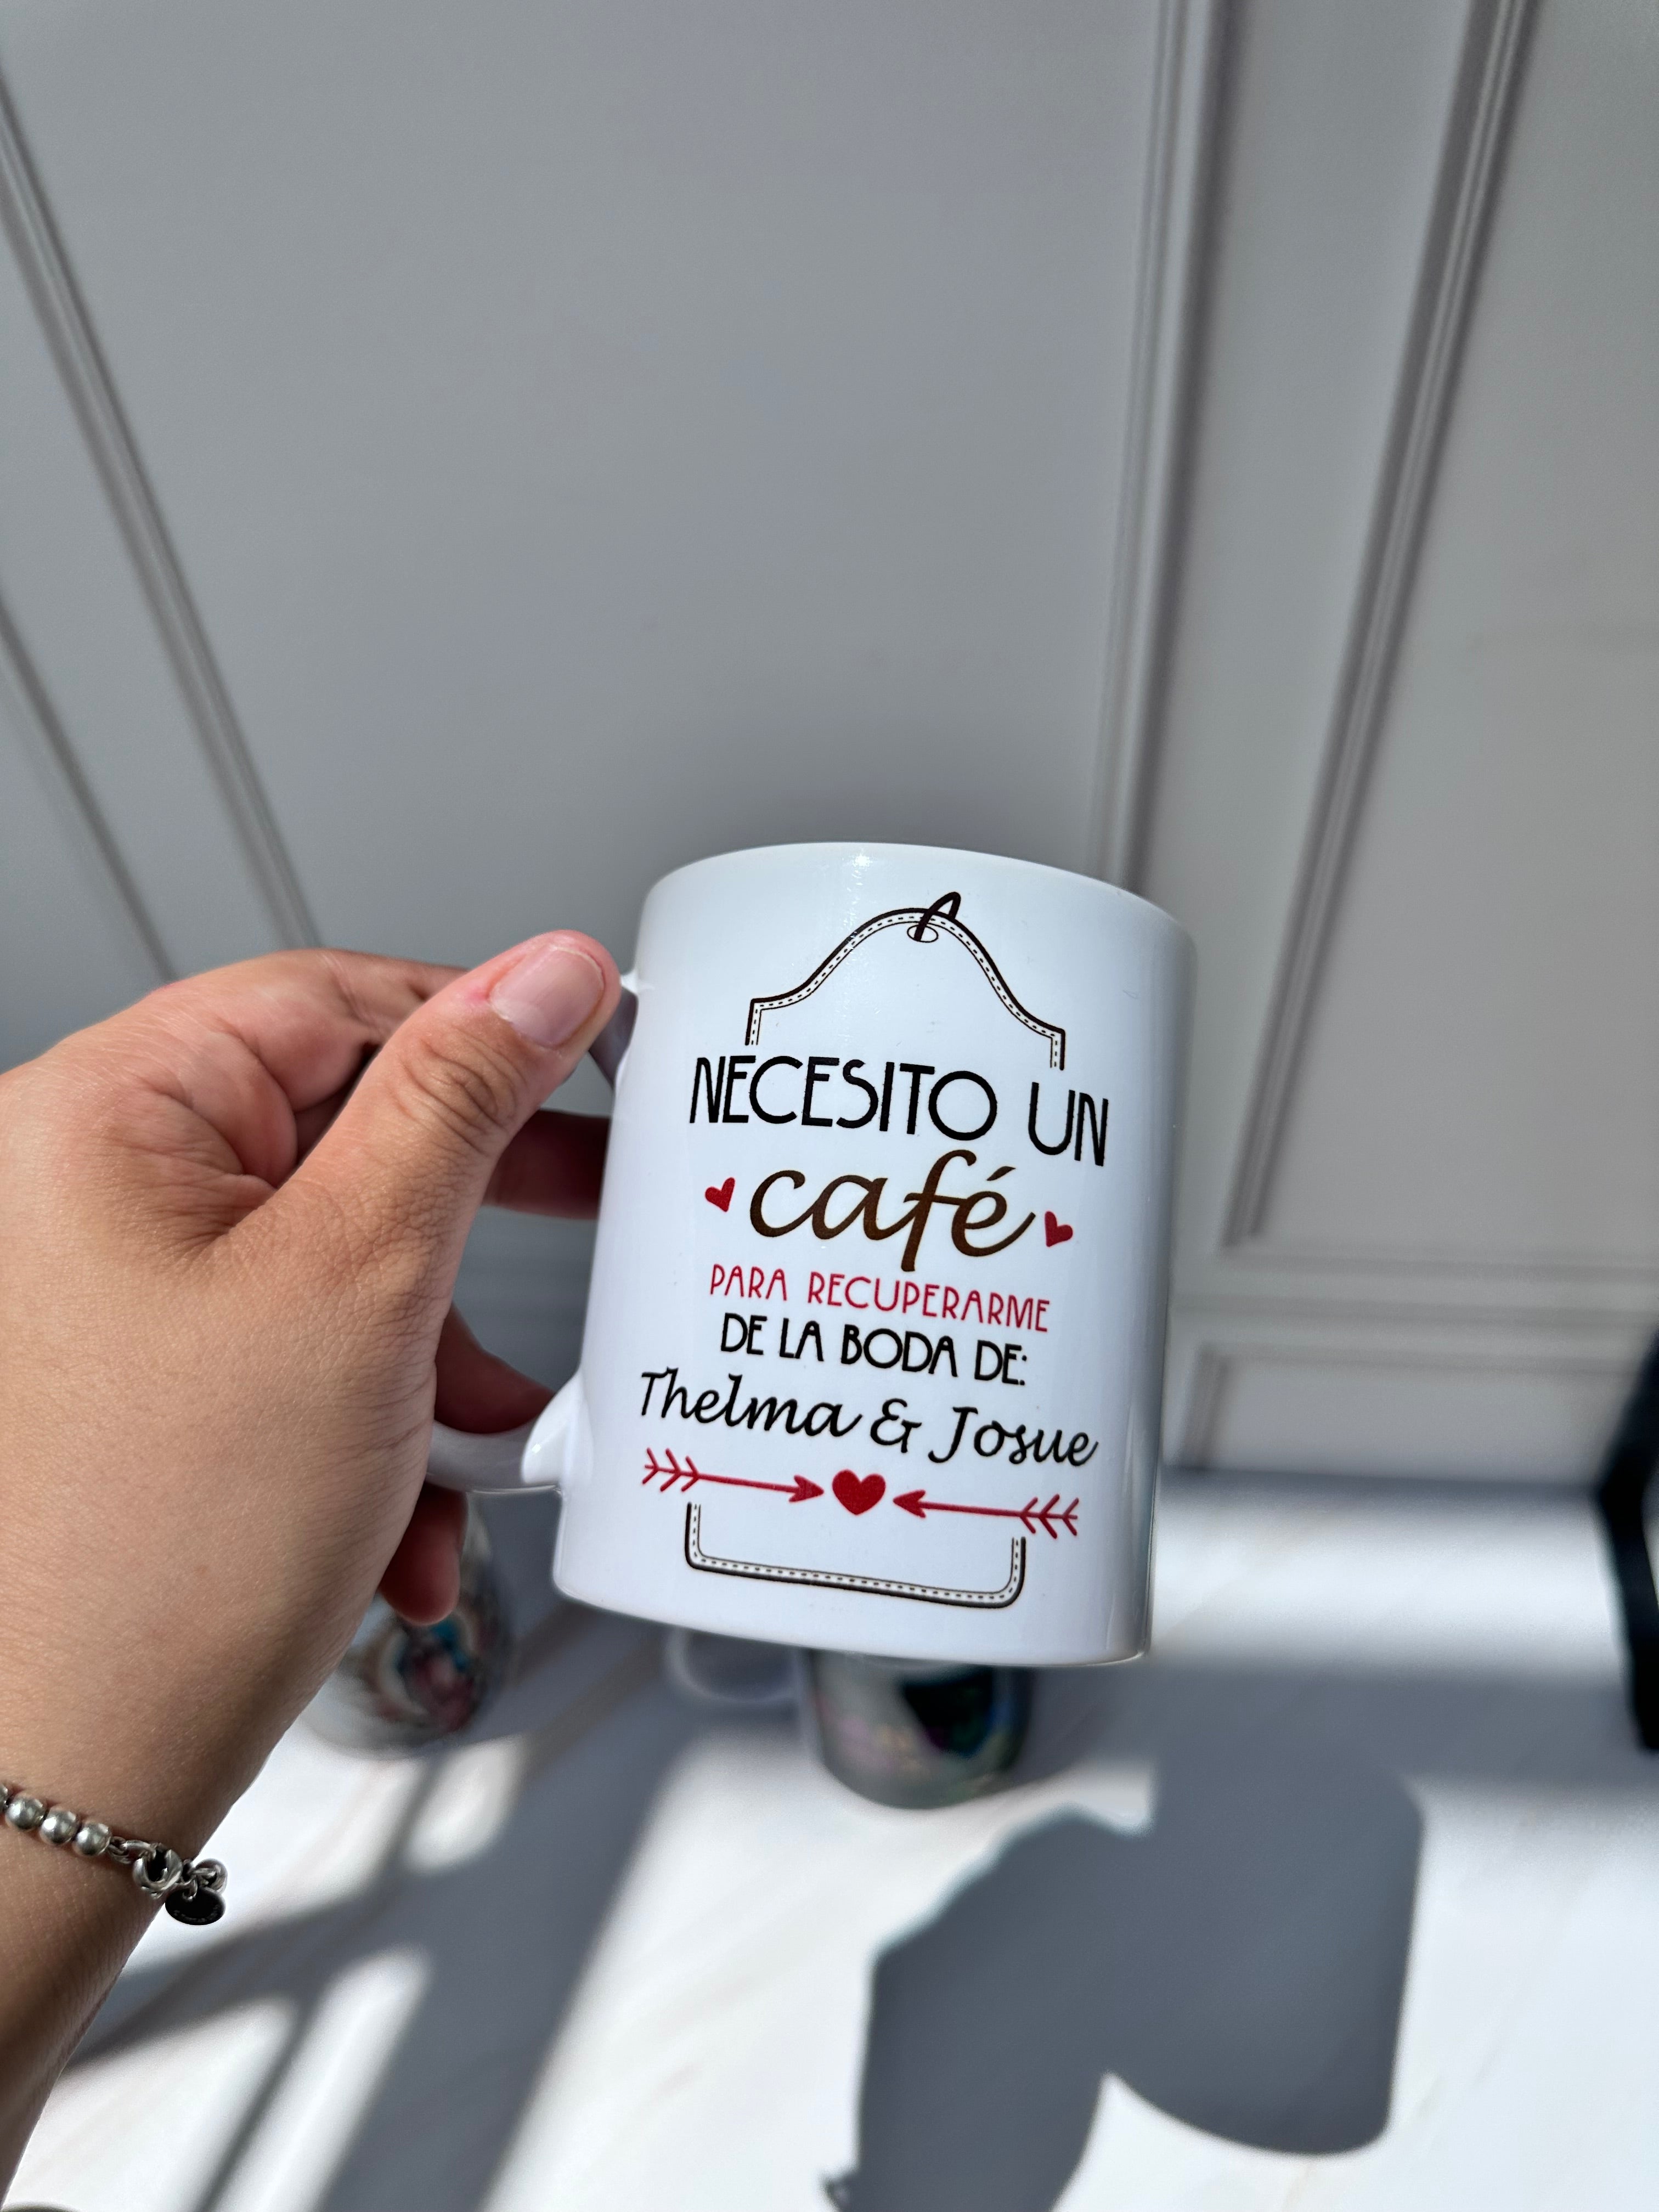 NECESITO UN
café
PARA RECUPERARME
DE LA BODA DE:
Thelma & Josue